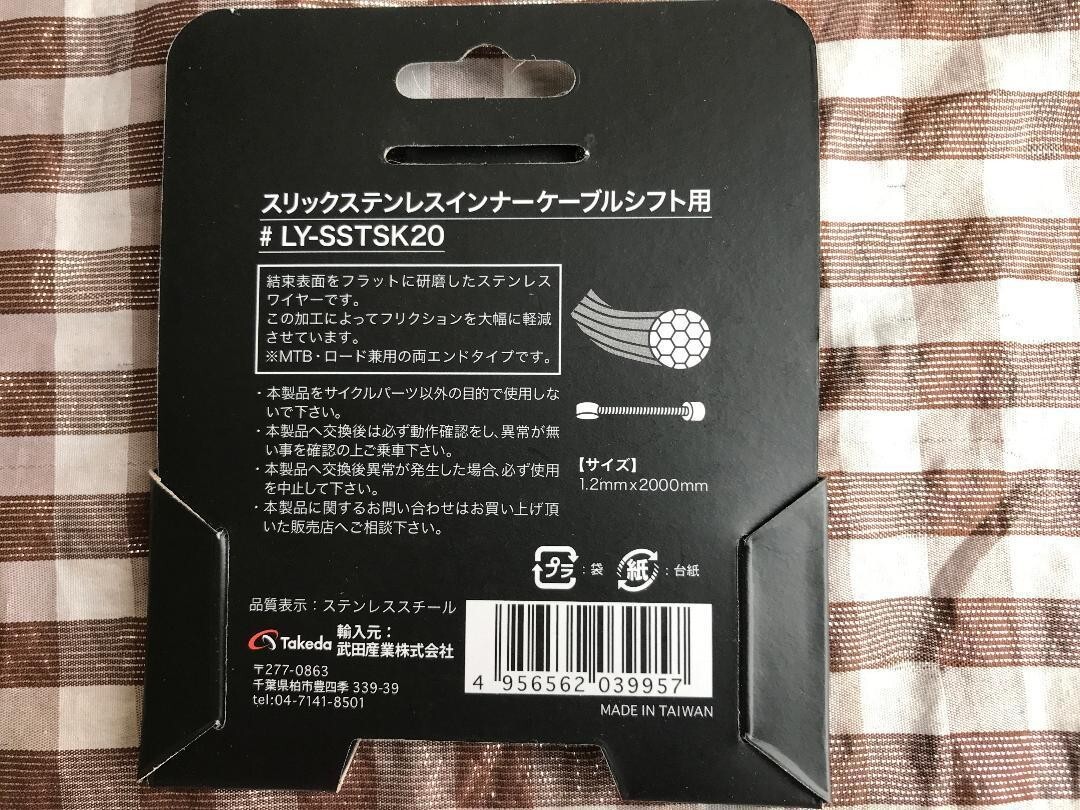 スリックステンレスインナーケーブルシフト用
# LY-SSTSK20
結束表面をフラットに研磨したステンレス
ワイヤーです。
この加工によってフリクションを大幅に軽減
させています。
※MTB・ロード兼用の両エンドタイプです。
・本製品をサイクルパーツ以外の目的で使用しな
いで下さい。
・本製品へ交換後は必ず動作確認をし、異常が無
い事を確認の上ご乗車下さい。
・本製品へ交換後異常が発生した場合、必ず使用
を中止して下さい。
・本製品に関するお問い合わせはお買い上げ頂
いた販売店へご相談下さい。
【サイズ】
1.2mm x 2000mm
プラ : 袋 紙 : 台紙
品質表示 : ステンレススチール
Takeda 輸入元 :
武田産業株式会社
〒277-0863
千葉県柏市豊四季 339-39
tel:04-7141-8501
4 956562 039957
MADE IN TAIWAN